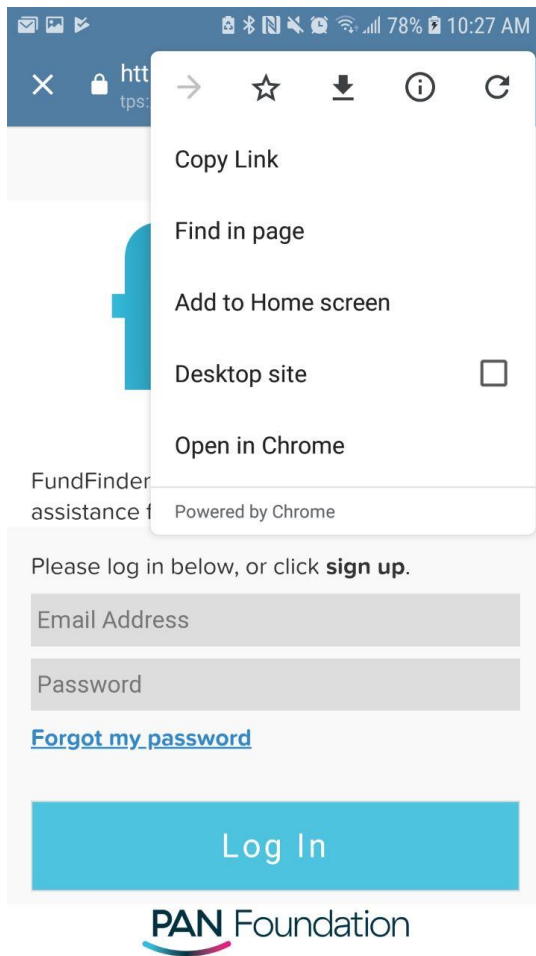 78% 10:27 AM
htt
tps:
Copy Link
Find in page
Add to Home screen
Desktop site
Open in Chrome
Powered by Chrome
f
FundFinder
assistance f
Please log in below, or click sign up.
Email Address
Password
Forgot my password
Log In
PAN Foundation